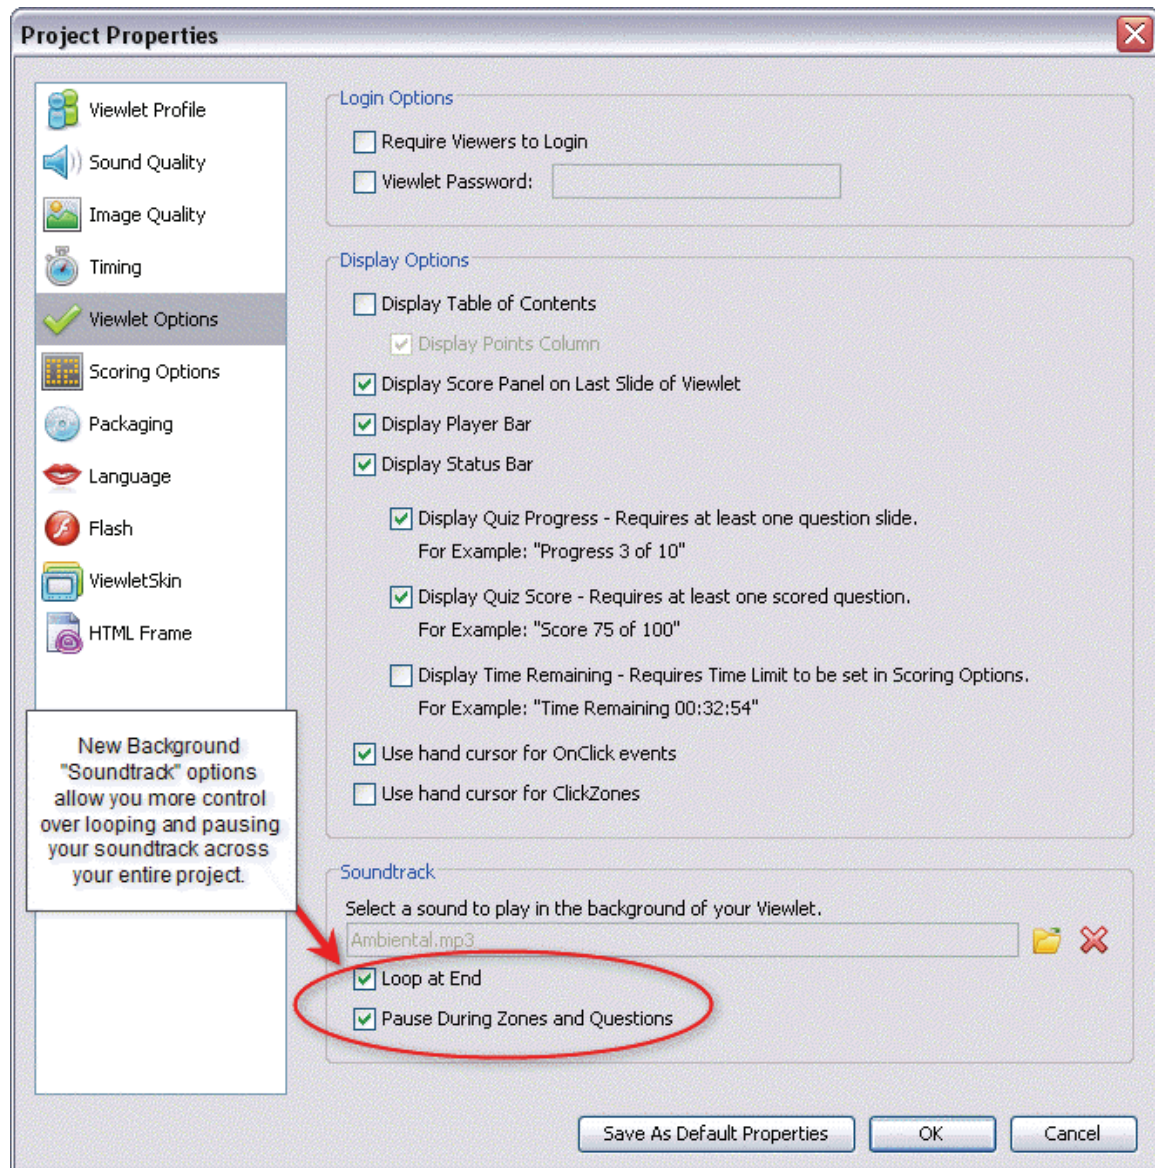 Project Properties
Viewlet Profile
Sound Quality
Image Quality
Timing
Viewlet Options
Scoring Options
Packaging
Language
Flash
ViewletSkin
HTML Frame
New Background
"Soundtrack" options
allow you more control
over looping and pausing
your soundtrack across
your entire project.
Login Options
Require Viewers to Login
Viewlet Password:
Display Options
Display Table of Contents
Display Points Column
Display Score Panel on Last Slide of Viewlet
Display Player Bar
Display Status Bar
Display Quiz Progress - Requires at least one question slide.
For Example: "Progress 3 of 10"
Display Quiz Score - Requires at least one scored question.
For Example: "Score 75 of 100"
Display Time Remaining - Requires Time Limit to be set in Scoring Options.
For Example: "Time Remaining 00:32:54"
Use hand cursor for OnClick events
Use hand cursor for ClickZones
Soundtrack
Select a sound to play in the background of your Viewlet.
Ambiental.mp3
Loop at End
Pause During Zones and Questions
Save As Default Properties
OK
Cancel